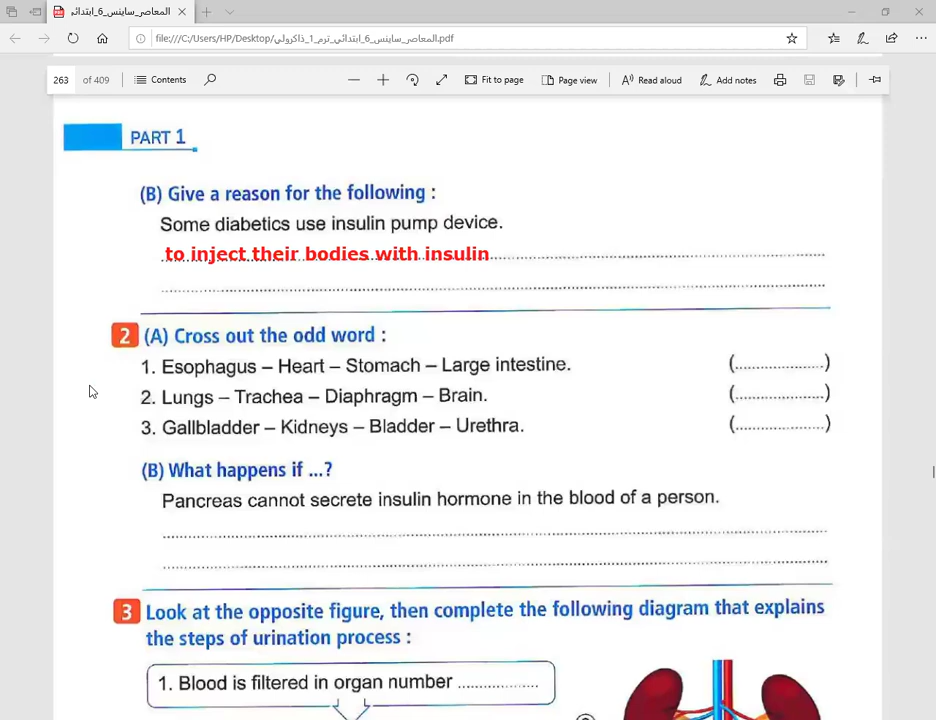 المعاصر_ساينس_6_ابتدائي
file:///C:/Users/HP/Desktop/المعاصر_ساينس_6_ابتدائي_ترم_1_ذاكرولي.pdf
263 of 409 Contents Fit to page Page view Read aloud Add notes
PART 1
(B) Give a reason for the following :
Some diabetics use insulin pump device.
to inject their bodies with insulin
2 (A) Cross out the odd word :
1. Esophagus – Heart – Stomach – Large intestine. (....................)
2. Lungs – Trachea – Diaphragm – Brain. (....................)
3. Gallbladder – Kidneys – Bladder – Urethra. (....................)
(B) What happens if ...?
Pancreas cannot secrete insulin hormone in the blood of a person.
3 Look at the opposite figure, then complete the following diagram that explains
the steps of urination process :
1. Blood is filtered in organ number ..................